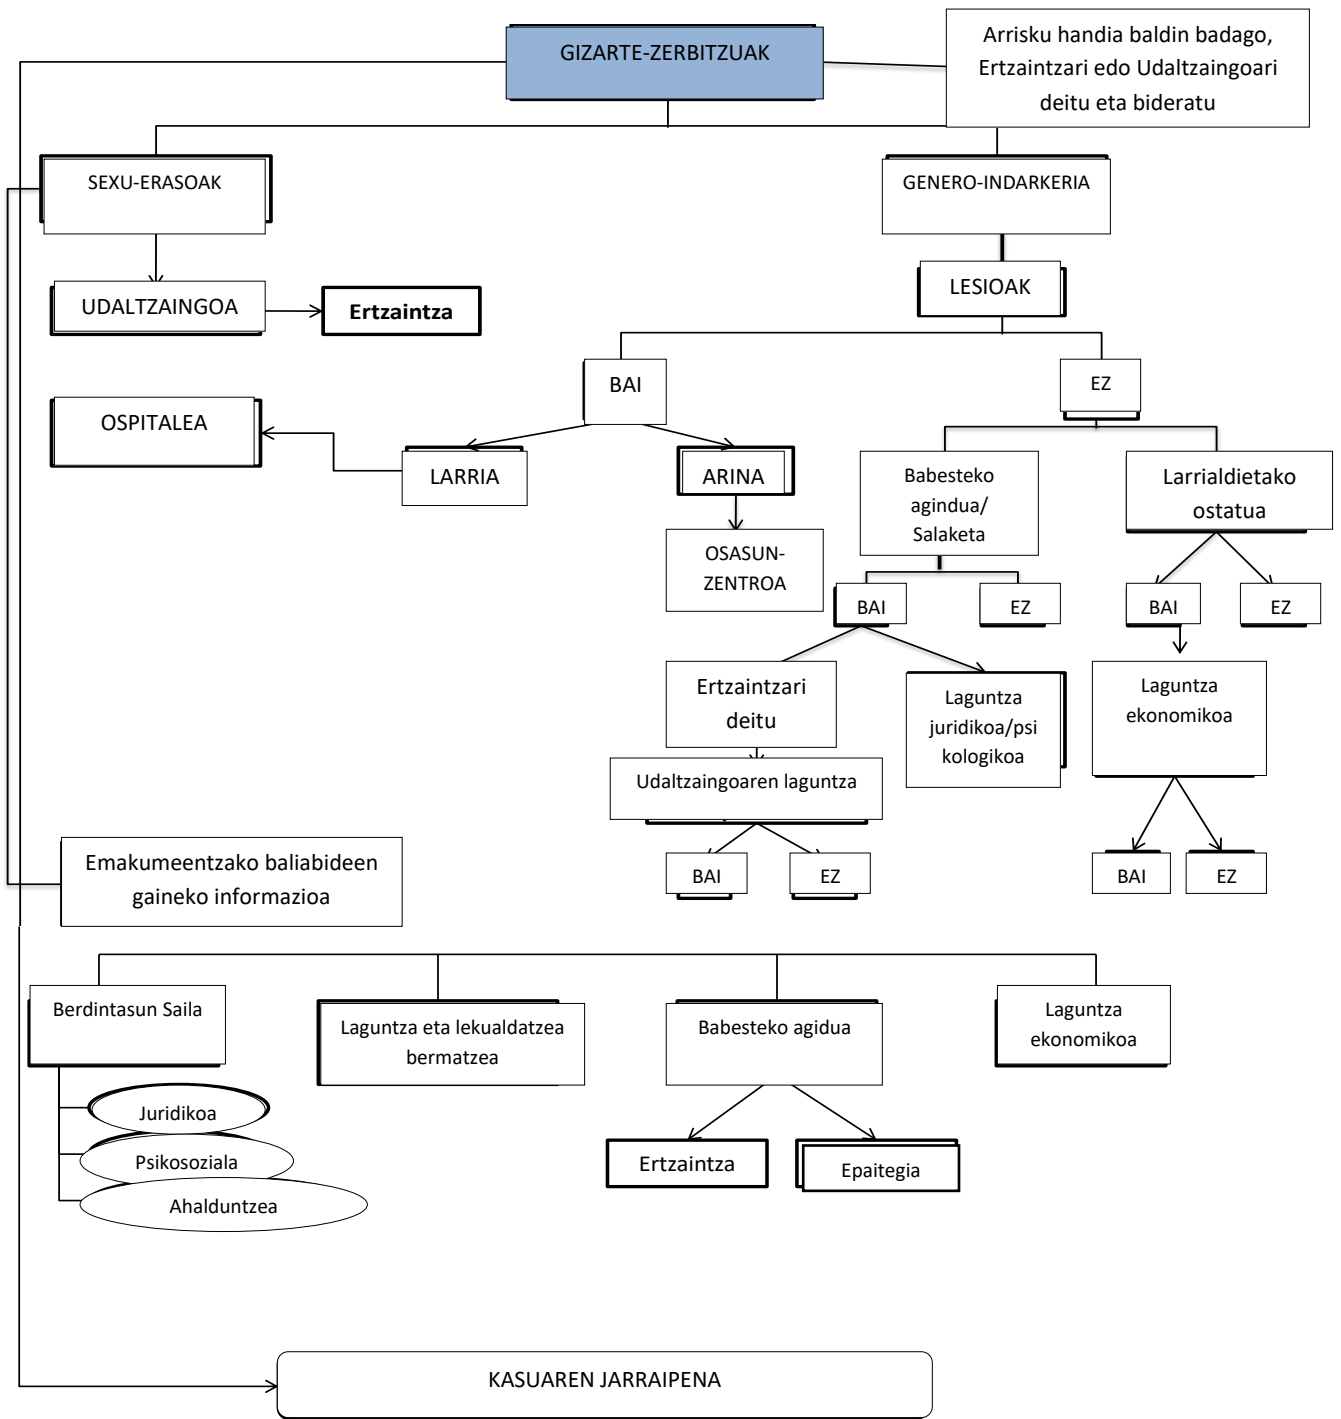 GIZARTE-ZERBITZUAK
Arrisku handia baldin badago,
Ertzaintzari edo Udaltzaingoari
deitu eta bideratu
SEXU-ERASOAK
GENERO-INDARKERIA
UDALTZAINGOA
Ertzaintza
LESIOAK
BAI
EZ
OSPITALEA
LARRIA
ARINA
OSASUN-
ZENTROA
Babesteko
agindua/
Salaketa
Larrialdietako
ostatua
BAI
EZ
BAI
EZ
Ertzaintzari
deitu
Laguntza
juridikoa/psi
kologikoa
Laguntza
ekonomikoa
Udaltzaingoaren laguntza
BAI
EZ
BAI
EZ
Emakumeentzako baliabideen
gaineko informazioa
Berdintasun Saila
Laguntza eta lekualdatzea
bermatzea
Babesteko agidua
Laguntza
ekonomikoa
Juridikoa
Psikosoziala
Ahalduntzea
Ertzaintza
Epaitegia
KASUAREN JARRAIPENA